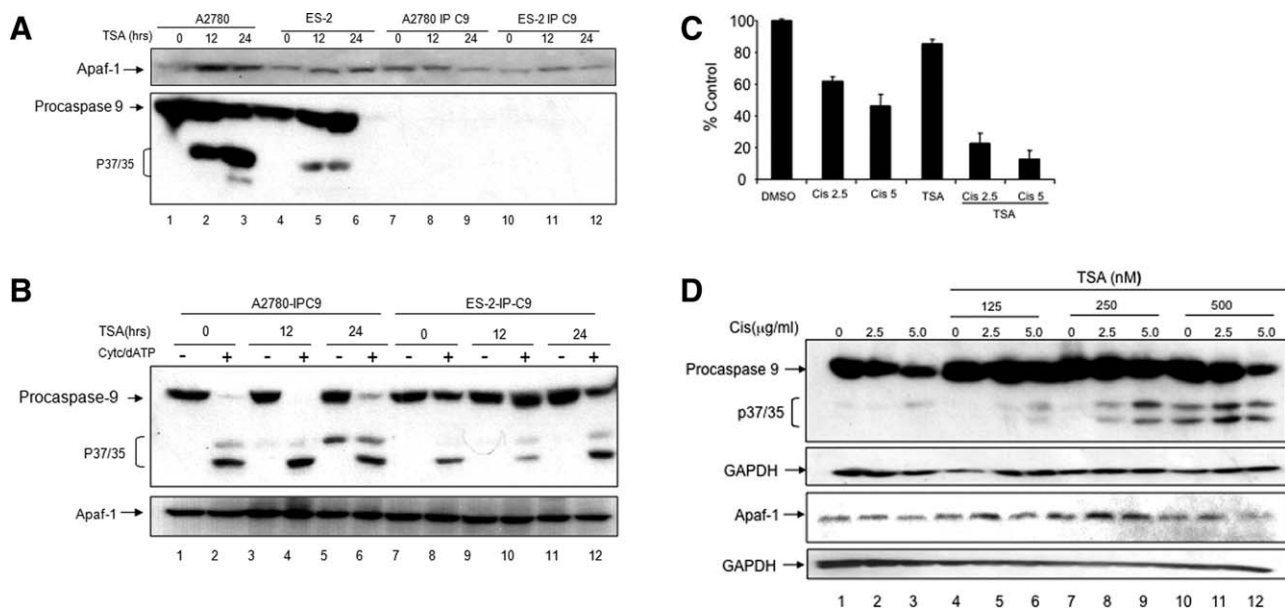 A
A2780 ES-2 A2780 IP C9 ES-2 IP C9
TSA (hrs) 0 12 24 0 12 24 0 12 24 0 12 24
Apaf-1
Procaspase 9
P37/35
1 2 3 4 5 6 7 8 9 10 11 12
B
A2780-IPC9 ES-2-IP-C9
TSA(hrs) 0 12 24 0 12 24
Cytc/dATP - + - + - + - + - + - +
Procaspase-9
P37/35
Apaf-1
1 2 3 4 5 6 7 8 9 10 11 12
C
% Control
100
80
60
40
20
0
DMSO Cis 2.5 Cis 5 TSA Cis 2.5 Cis 5
TSA
D
TSA (nM)
125 250 500
Cis(μg/ml) 0 2.5 5.0 0 2.5 5.0 0 2.5 5.0 0 2.5 5.0
Procaspase 9
p37/35
GAPDH
Apaf-1
GAPDH
1 2 3 4 5 6 7 8 9 10 11 12